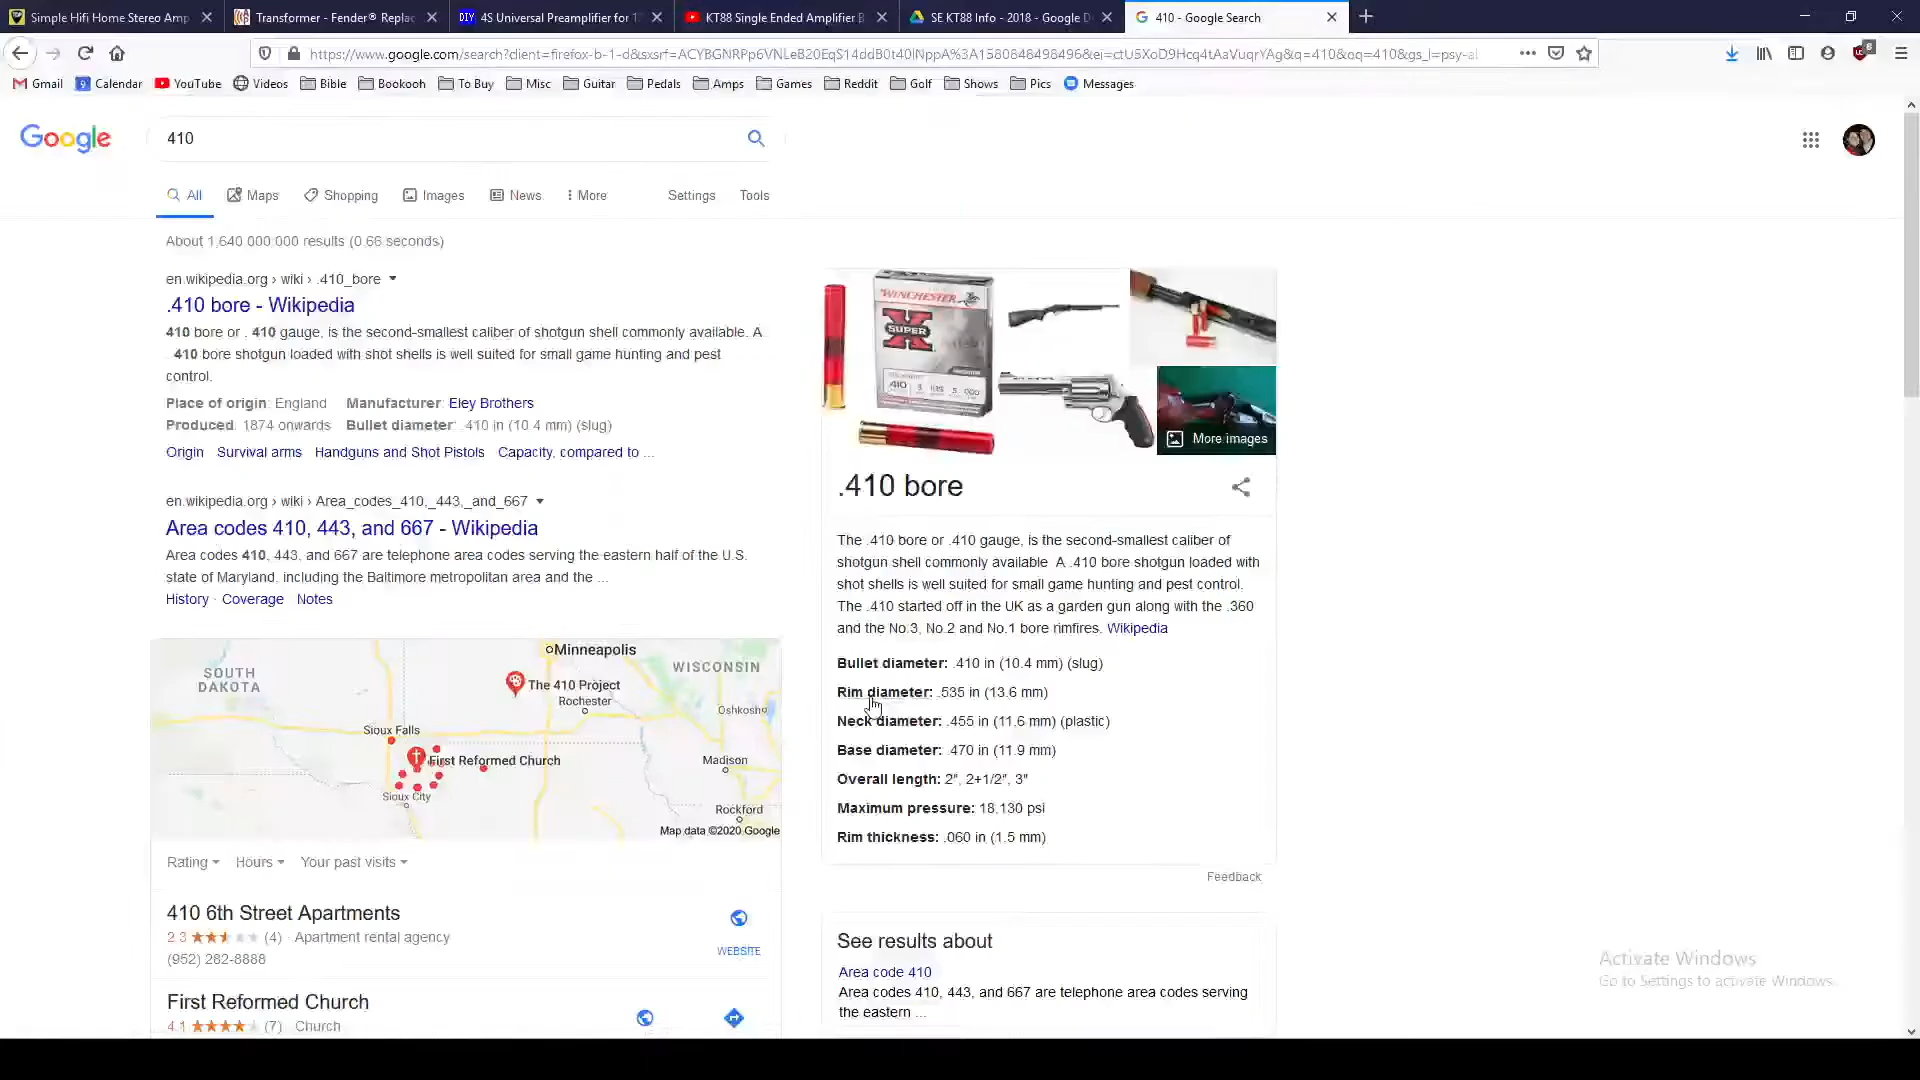 Simple Hifi Home Stereo Amp
Transformer - Fender® Replac
DIY 4S Universal Preamplifier for 1
KT88 Single Ended Amplifier B
SE KT88 Info - 2018 - Google D
410 - Google Search
Gmail
9 Calendar
YouTube
Videos
Bible
Bookooh
To Buy
Misc
Guitar
Pedals
Amps
Games
Reddit
Golf
Shows
Pics
Messages
Google
410
All
Maps
Shopping
Images
News
More
Settings
Tools
About 1,640,000,000 results (0.66 seconds)
en.wikipedia.org › wiki › .410_bore
.410 bore - Wikipedia
410 bore or . 410 gauge, is the second-smallest caliber of shotgun shell commonly available. A
. 410 bore shotgun loaded with shot shells is well suited for small game hunting and pest
control.
Place of origin: England Manufacturer: Eley Brothers
Produced: 1874 onwards Bullet diameter: .410 in (10.4 mm) (slug)
Origin · Survival arms · Handguns and Shot Pistols · Capacity, compared to ...
en.wikipedia.org › wiki › Area_codes_410,_443,_and_667
Area codes 410, 443, and 667 - Wikipedia
Area codes 410, 443, and 667 are telephone area codes serving the eastern half of the U.S.
state of Maryland, including the Baltimore metropolitan area and the ...
History · Coverage · Notes
SOUTH DAKOTA
Minneapolis
WISCONSIN
The 410 Project
Rochester
Oshkosh
Sioux Falls
First Reformed Church
Madison
Sioux City
Rockford
Map data ©2020 Google
Rating
Hours
Your past visits
410 6th Street Apartments
2.3 (4) · Apartment rental agency
(952) 282-8888
WEBSITE
First Reformed Church
4.1 (7) · Church
WINCHESTER
SUPER X
410
More images
.410 bore
The .410 bore or .410 gauge, is the second-smallest caliber of
shotgun shell commonly available. A .410 bore shotgun loaded with
shot shells is well suited for small game hunting and pest control.
The .410 started off in the UK as a garden gun along with the .360
and the No.3, No.2 and No.1 bore rimfires. Wikipedia
Bullet diameter: .410 in (10.4 mm) (slug)
Rim diameter: .535 in (13.6 mm)
Neck diameter: .455 in (11.6 mm) (plastic)
Base diameter: .470 in (11.9 mm)
Overall length: 2″, 2+1/2″, 3″
Maximum pressure: 18,130 psi
Rim thickness: .060 in (1.5 mm)
Feedback
See results about
Area code 410
Area codes 410, 443, and 667 are telephone area codes serving
the eastern ...
Activate Windows
Go to Settings to activate Windows.